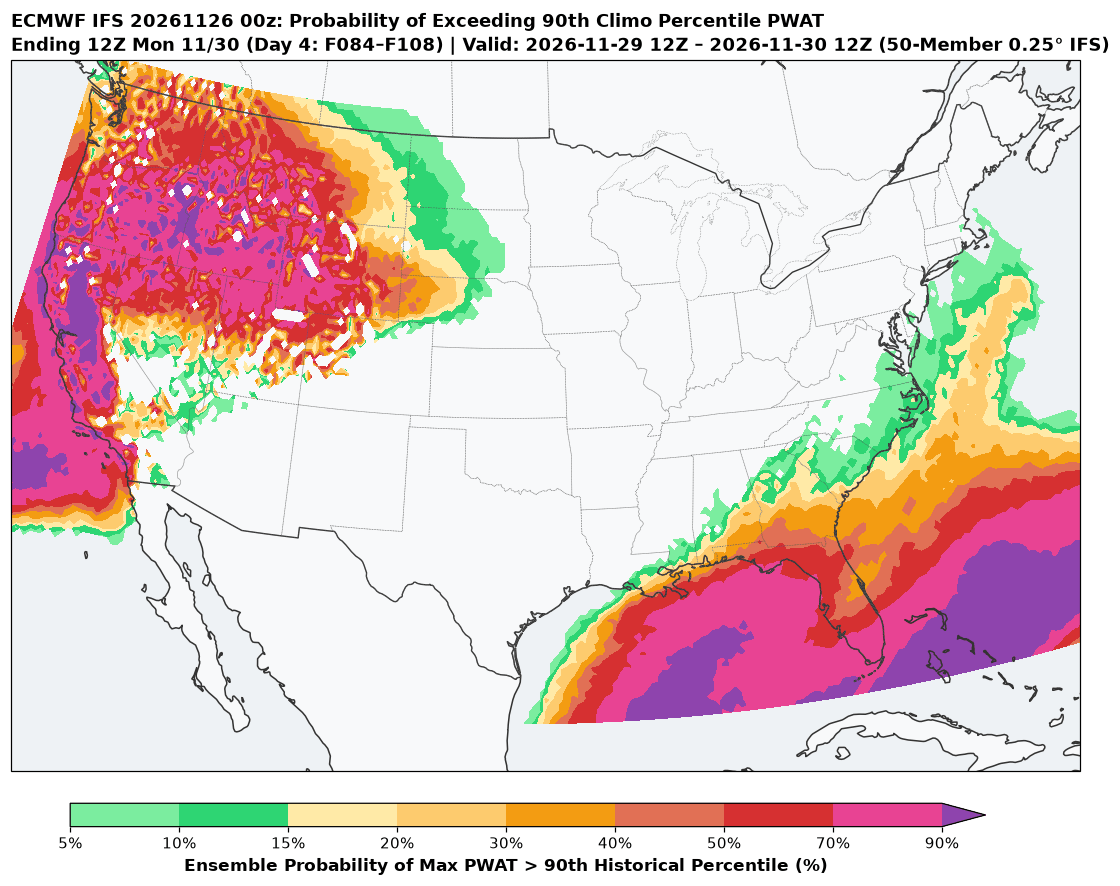 ECMWF IFS 20261126 00z: Probability of Exceeding 90th Climo Percentile PWAT
Ending 12Z Mon 11/30 (Day 4: F084–F108) | Valid: 2026-11-29 12Z – 2026-11-30 12Z (50-Member 0.25° IFS)
5% 10% 15% 20% 30% 40% 50% 70% 90%
Ensemble Probability of Max PWAT > 90th Historical Percentile (%)